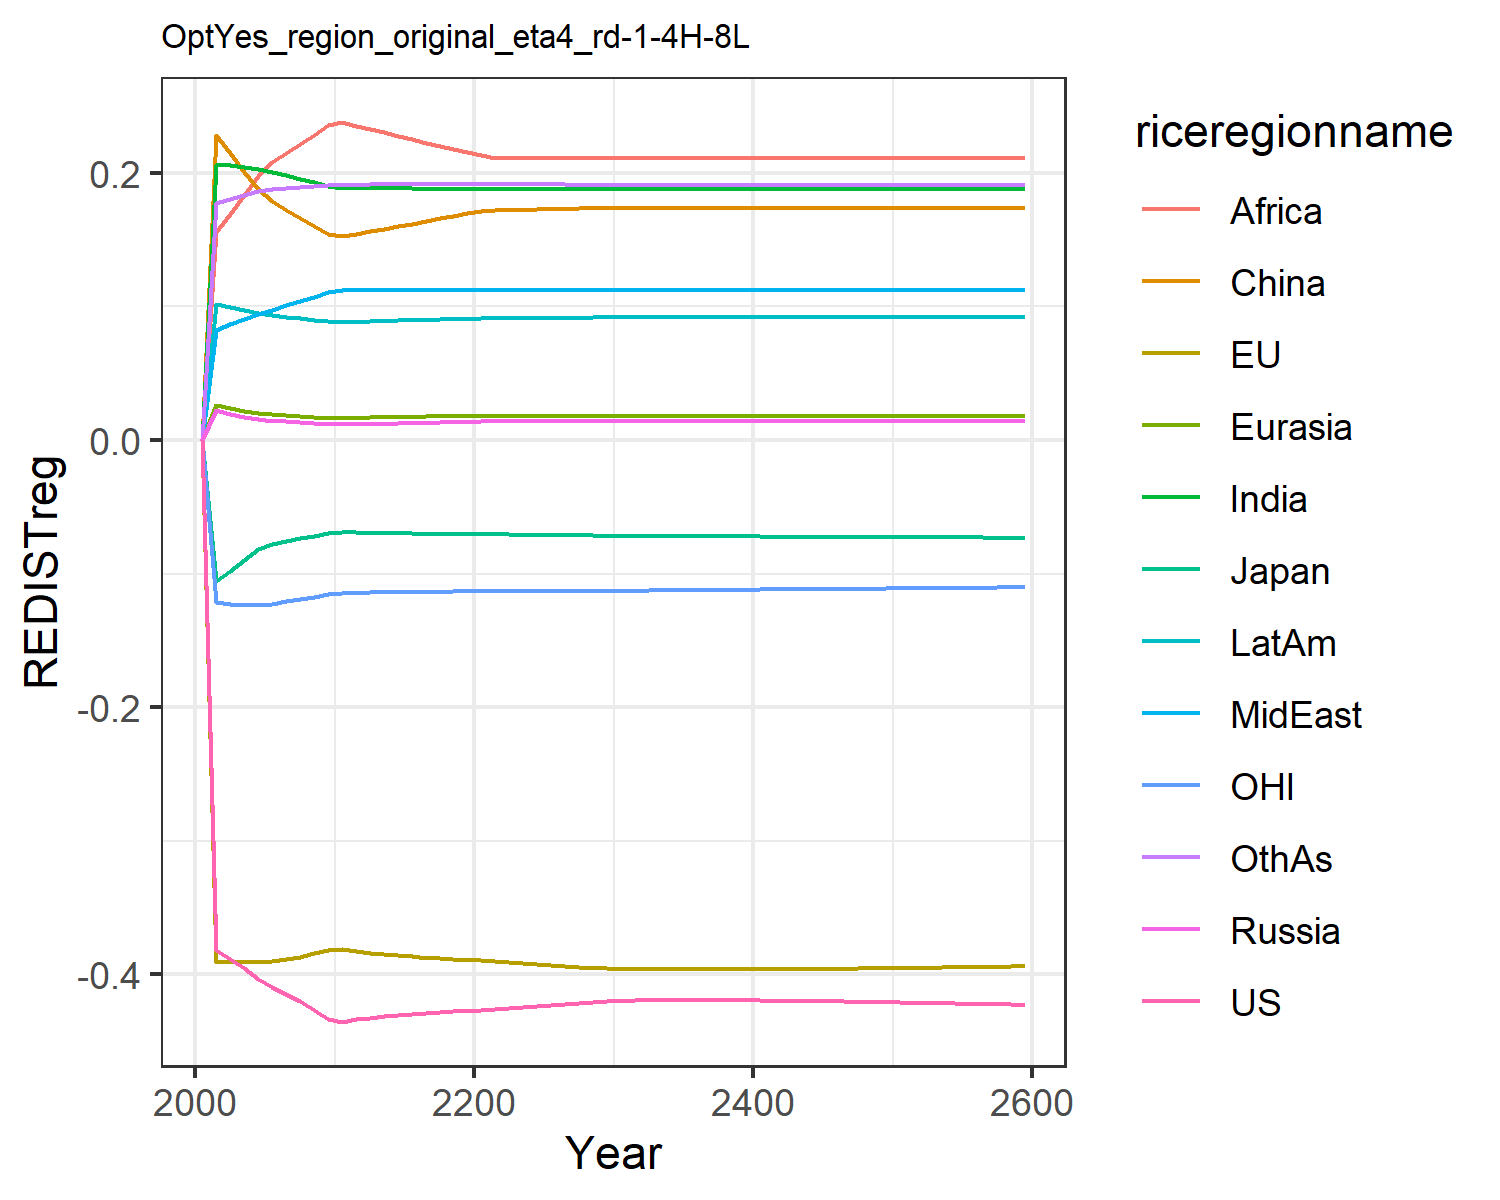 OptYes_region_original_eta4_rd-1-4H-8L
REDISTreg
0.2
0.0
-0.2
-0.4
2000
2200
2400
2600
Year
riceregionname
Africa
China
EU
Eurasia
India
Japan
LatAm
MidEast
OHI
OthAs
Russia
US